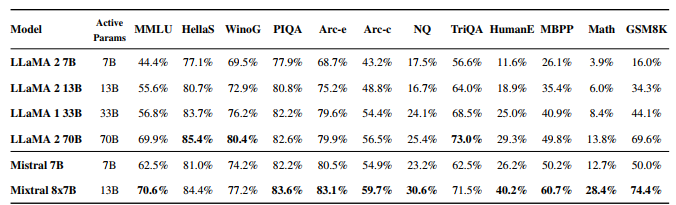 Model Active Params MMLU HellaS WinoG PIQA Arc-e Arc-c NQ TriQA HumanE MBPP Math GSM8K
LLaMA 2 7B 7B 44.4% 77.1% 69.5% 77.9% 68.7% 43.2% 17.5% 56.6% 11.6% 26.1% 3.9% 16.0%
LLaMA 2 13B 13B 55.6% 80.7% 72.9% 80.8% 75.2% 48.8% 16.7% 64.0% 18.9% 35.4% 6.0% 34.3%
LLaMA 1 33B 33B 56.8% 83.7% 76.2% 82.2% 79.6% 54.4% 24.1% 68.5% 25.0% 40.9% 8.4% 44.1%
LLaMA 2 70B 70B 69.9% 85.4% 80.4% 82.6% 79.9% 56.5% 25.4% 73.0% 29.3% 49.8% 13.8% 69.6%
Mistral 7B 7B 62.5% 81.0% 74.2% 82.2% 80.5% 54.9% 23.2% 62.5% 26.2% 50.2% 12.7% 50.0%
Mixtral 8x7B 13B 70.6% 84.4% 77.2% 83.6% 83.1% 59.7% 30.6% 71.5% 40.2% 60.7% 28.4% 74.4%